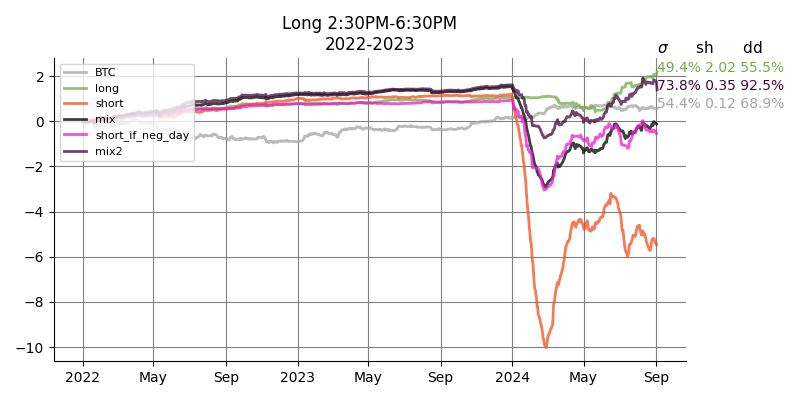 Long 2:30PM-6:30PM
2022-2023
σ sh dd
49.4% 2.02 55.5%
73.8% 0.35 92.5%
54.4% 0.12 68.9%
BTC
long
short
mix
short_if_neg_day
mix2
2
0
−2
−4
−6
−8
−10
2022 May Sep 2023 May Sep 2024 May Sep